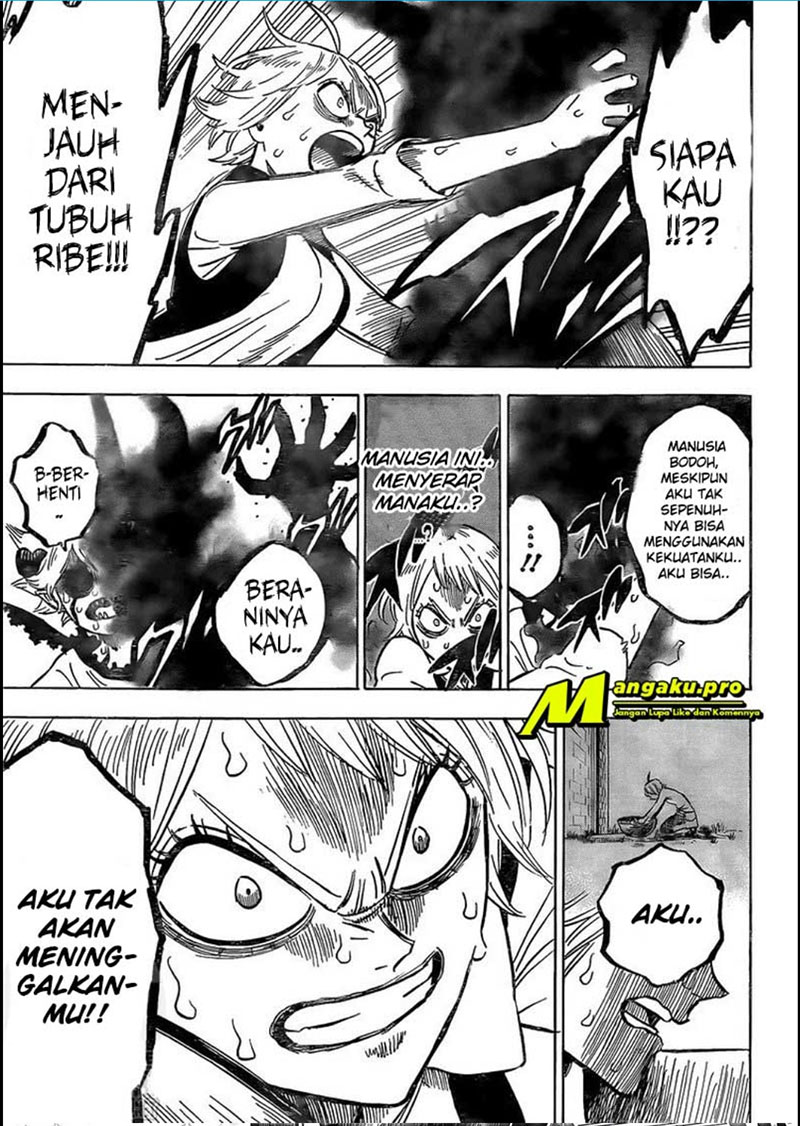 SIAPA
KAU
!!??
MEN-
JAUH
DARI
TUBUH
RIBE!!!
MANUSIA
BODOH,
MESKIPUN
AKU TAK
SEPENUH-
NYA BISA
MENGGUNAKAN
KEKUATANKU..
AKU BISA..
....!!
MANUSIA INI..
MENYERAP
MANAKU..?
...?
BERA-
NINYA
KAU..
B-BER-
HENTI
..
Mangaku.pro
Jangan Lupa Like dan Komennya
AKU..
AKU TAK
AKAN
MENING-
GALKAN-
MU!!